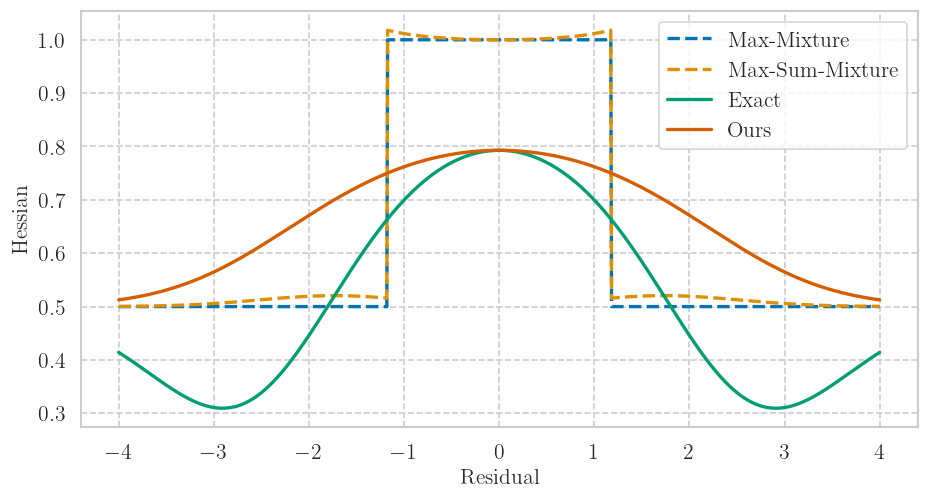 Max-Mixture
Max-Sum-Mixture
Exact
Ours
Hessian
1.0
0.9
0.8
0.7
0.6
0.5
0.4
0.3
−4 −3 −2 −1 0 1 2 3 4
Residual